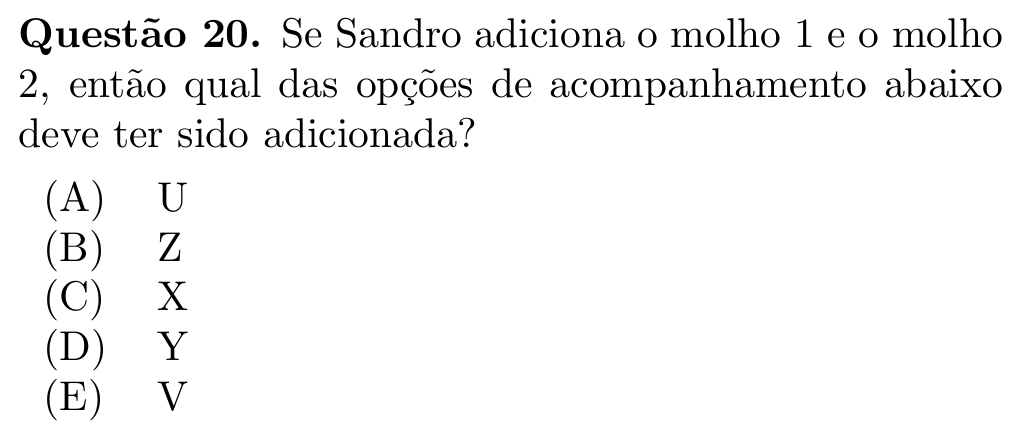 Questão 20. Se Sandro adiciona o molho 1 e o molho
2, então qual das opções de acompanhamento abaixo
deve ter sido adicionada?
(A) U
(B) Z
(C) X
(D) Y
(E) V